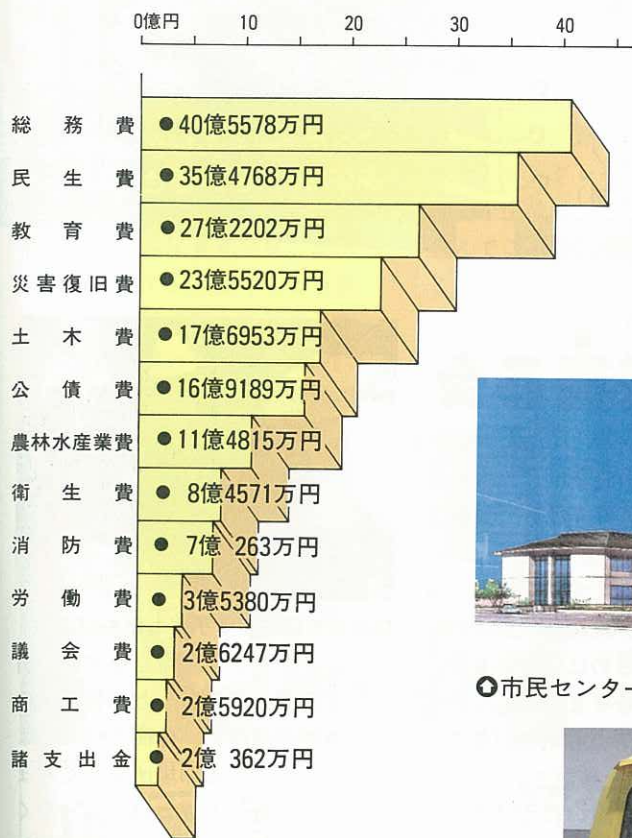 0億円 10 20 30 40
総務費 ●40億5578万円
民生費 ●35億4768万円
教育費 ●27億2202万円
災害復旧費 ●23億5520万円
土木費 ●17億6953万円
公債費 ●16億9189万円
農林水産業費 ●11億4815万円
衛生費 ●8億4571万円
消防費 ●7億 263万円
労働費 ●3億5380万円
議会費 ●2億6247万円
商工費 ●2億5920万円
諸支出金 ●2億 362万円
市民センター